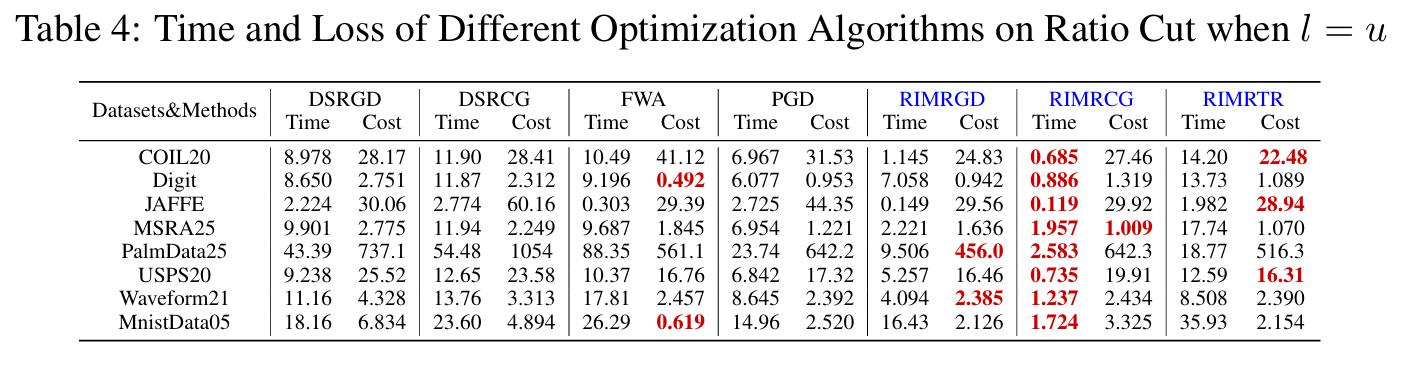 Table 4: Time and Loss of Different Optimization Algorithms on Ratio Cut when l = u
Datasets&Methods DSRGD DSRCG FWA PGD RIMRGD RIMRCG RIMRTR
Time Cost Time Cost Time Cost Time Cost Time Cost Time Cost Time Cost
COIL20 8.978 28.17 11.90 28.41 10.49 41.12 6.967 31.53 1.145 24.83 0.685 27.46 14.20 22.48
Digit 8.650 2.751 11.87 2.312 9.196 0.492 6.077 0.953 7.058 0.942 0.886 1.319 13.73 1.089
JAFFE 2.224 30.06 2.774 60.16 0.303 29.39 2.725 44.35 0.149 29.56 0.119 29.92 1.982 28.94
MSRA25 9.901 2.775 11.94 2.249 9.687 1.845 6.954 1.221 2.221 1.636 1.957 1.009 17.74 1.070
PalmData25 43.39 737.1 54.48 1054 88.35 561.1 23.74 642.2 9.506 456.0 2.583 642.3 18.77 516.3
USPS20 9.238 25.52 12.65 23.58 10.37 16.76 6.842 17.32 5.257 16.46 0.735 19.91 12.59 16.31
Waveform21 11.16 4.328 13.76 3.313 17.81 2.457 8.645 2.392 4.094 2.385 1.237 2.434 8.508 2.390
MnistData05 18.16 6.834 23.60 4.894 26.29 0.619 14.96 2.520 16.43 2.126 1.724 3.325 35.93 2.154